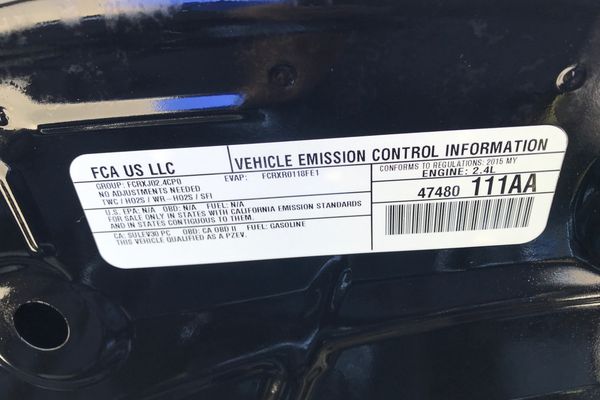 FCA US LLC
VEHICLE EMISSION CONTROL INFORMATION
GROUP: FCRXJ02.4CP0
EVAP: FCRXR0118FE1
NO ADJUSTMENTS NEEDED
TWC / HO2S / WR-HO2S / SFI
CONFORMS TO REGULATIONS: 2015 MY
ENGINE: 2.4L
47480 111AA
U.S. EPA: N/A OBD: N/A FUEL: N/A
FOR SALE ONLY IN STATES WITH CALIFORNIA EMISSION STANDARDS
AND IN STATES CONTIGUOUS TO THEM.
CA: SULEV30 PC OBD: CA OBD II FUEL: GASOLINE
THIS VEHICLE QUALIFIED AS A PZEV.